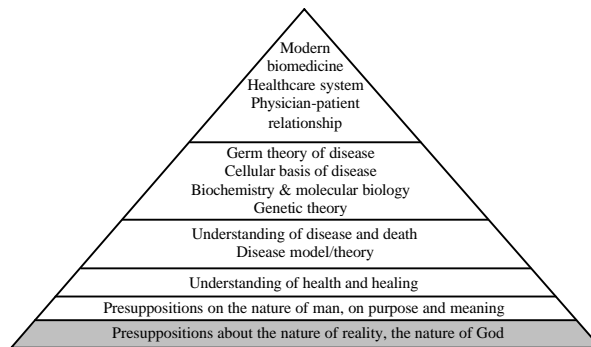 Modern
biomedicine
Healthcare system
Physician-patient
relationship
Germ theory of disease
Cellular basis of disease
Biochemistry & molecular biology
Genetic theory
Understanding of disease and death
Disease model/theory
Understanding of health and healing
Presuppositions on the nature of man, on purpose and meaning
Presuppositions about the nature of reality, the nature of God